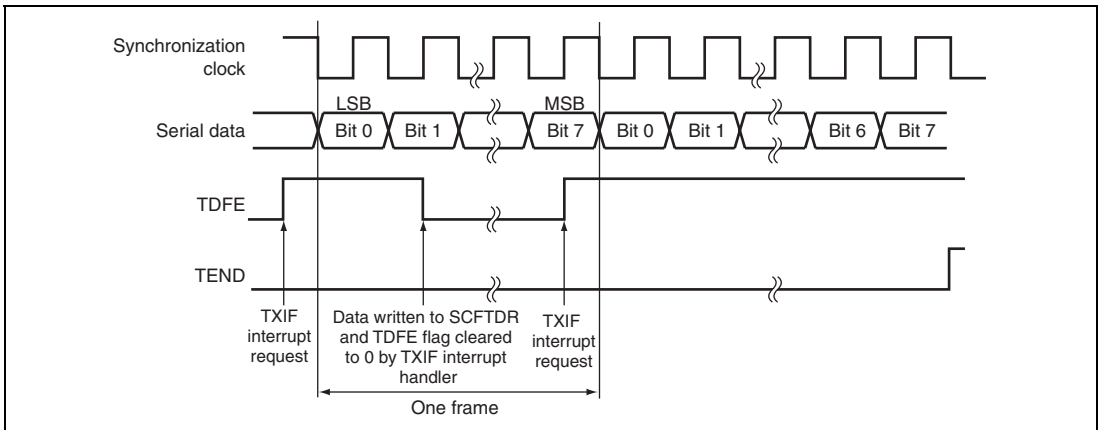 Synchronization
clock
LSB
MSB
Serial data
Bit 0
Bit 1
Bit 7
Bit 0
Bit 1
Bit 6
Bit 7
TDFE
TEND
TXIF
interrupt
request
Data written to SCFTDR
and TDFE flag cleared
to 0 by TXIF interrupt
handler
TXIF
interrupt
request
One frame